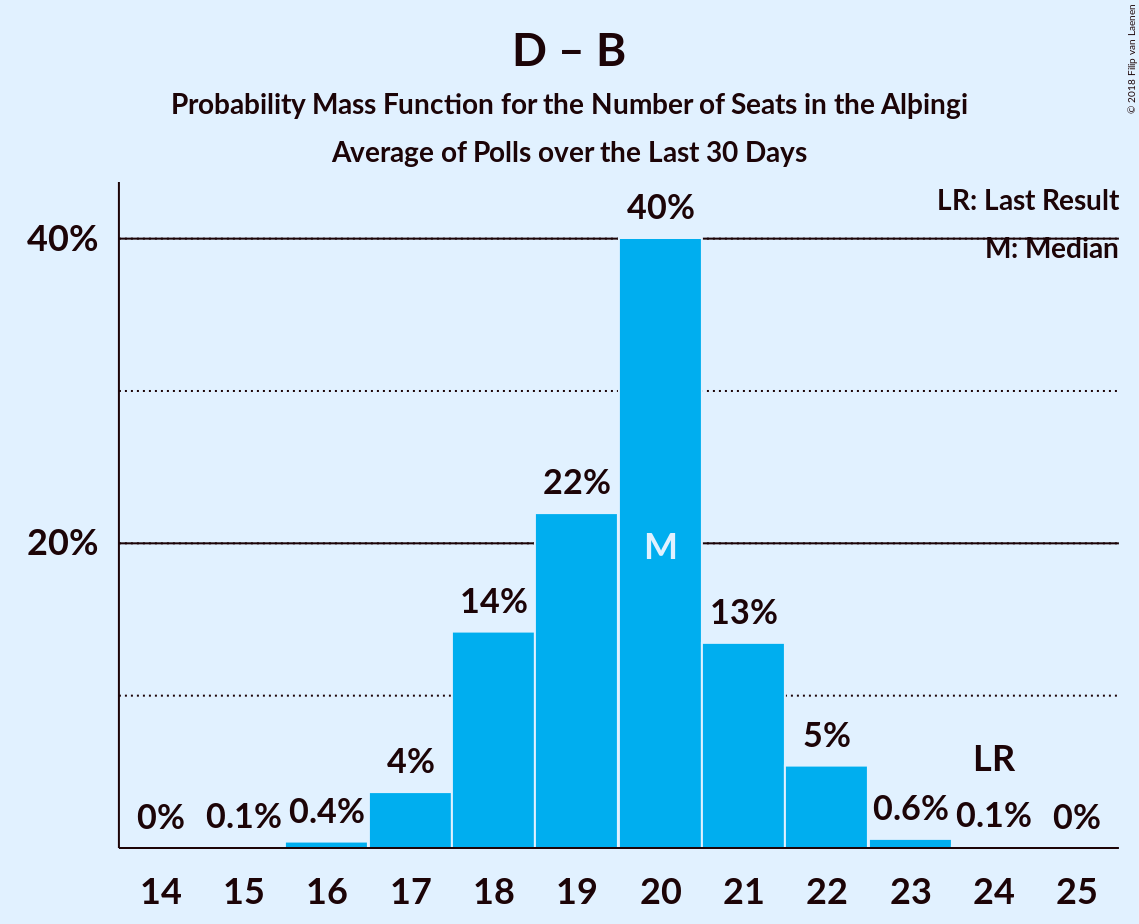 D – B
Probability Mass Function for the Number of Seats in the Alþingi
Average of Polls over the Last 30 Days
© 2018 Filip van Laenen
LR: Last Result
M: Median
40%
20%
0%
0.1%
0.4%
4%
14%
22%
40%
M
13%
5%
0.6%
LR
0.1%
0%
14 15 16 17 18 19 20 21 22 23 24 25